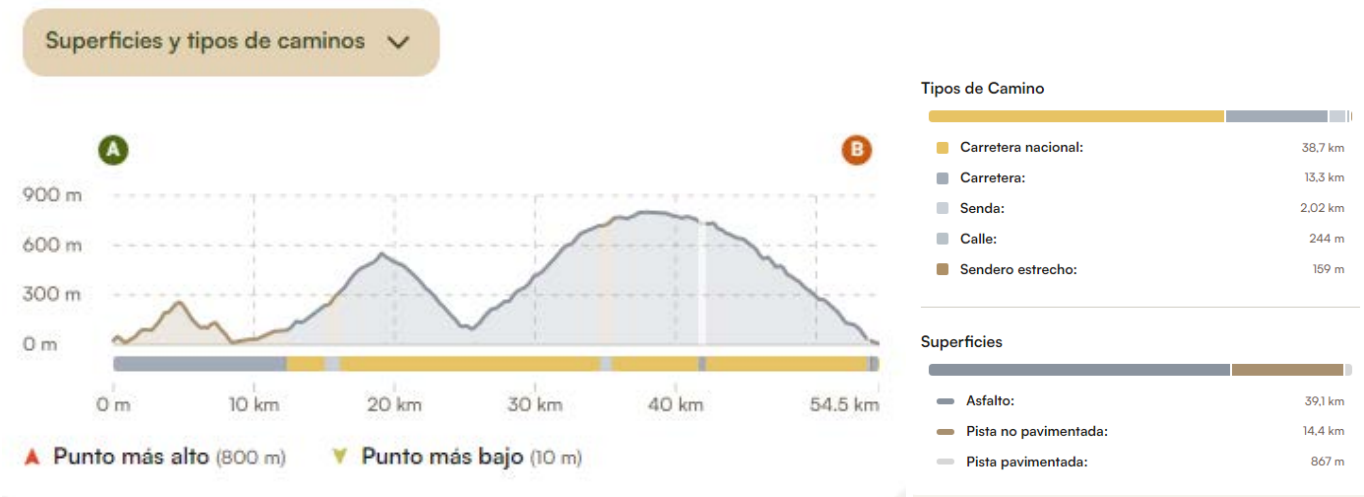 Superficies y tipos de caminos
A
B
900 m
600 m
300 m
0 m
0 m
10 km
20 km
30 km
40 km
54.5 km
Punto más alto (800 m)
Punto más bajo (10 m)
Tipos de Camino
Carretera nacional: 38,7 km
Carretera: 13,3 km
Senda: 2,02 km
Calle: 244 m
Sendero estrecho: 159 m
Superficies
Asfalto: 39,1 km
Pista no pavimentada: 14,4 km
Pista pavimentada: 867 m